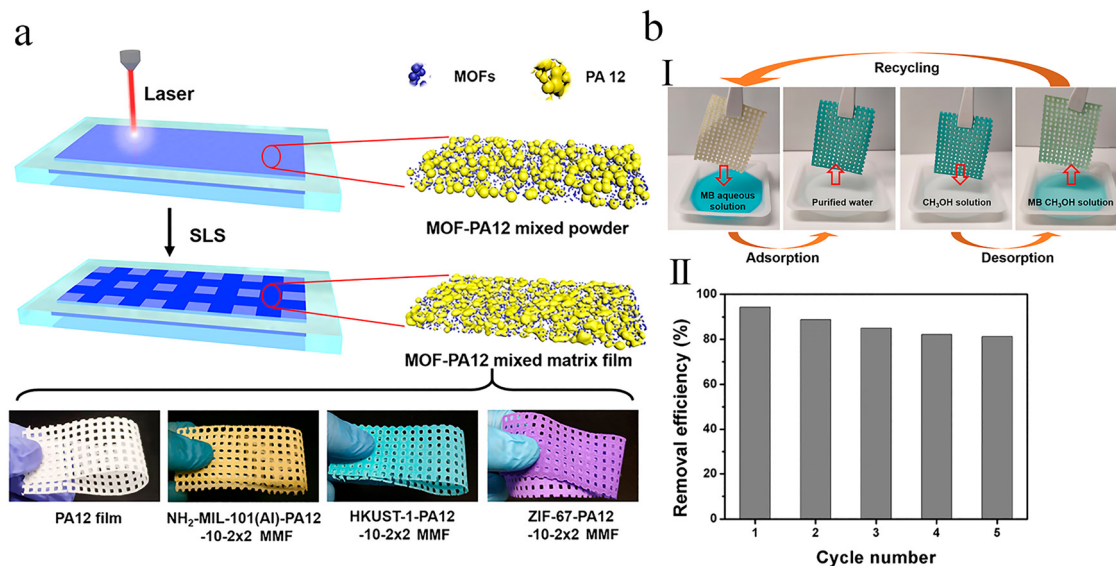 a
Laser
MOFs
PA 12
MOF-PA12 mixed powder
SLS
MOF-PA12 mixed matrix film
PA12 film
NH₂-MIL-101(Al)-PA12
-10-2x2 MMF
HKUST-1-PA12
-10-2x2 MMF
ZIF-67-PA12
-10-2x2 MMF
b
I
Recycling
MB aqueous
solution
Purified water
CH₃OH solution
MB CH₃OH solution
Adsorption
Desorption
II
Removal efficiency (%)
100
80
60
40
20
0
1
2
3
4
5
Cycle number